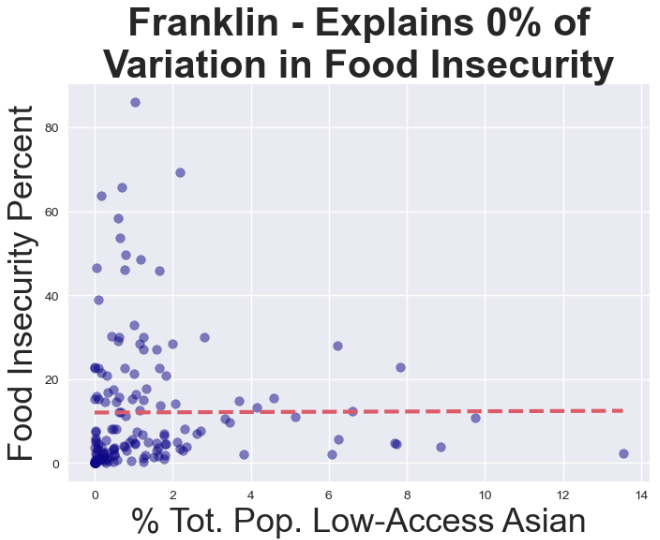 Franklin - Explains 0% of
Variation in Food Insecurity
Food Insecurity Percent
80
60
40
20
0
0 2 4 6 8 10 12 14
% Tot. Pop. Low-Access Asian